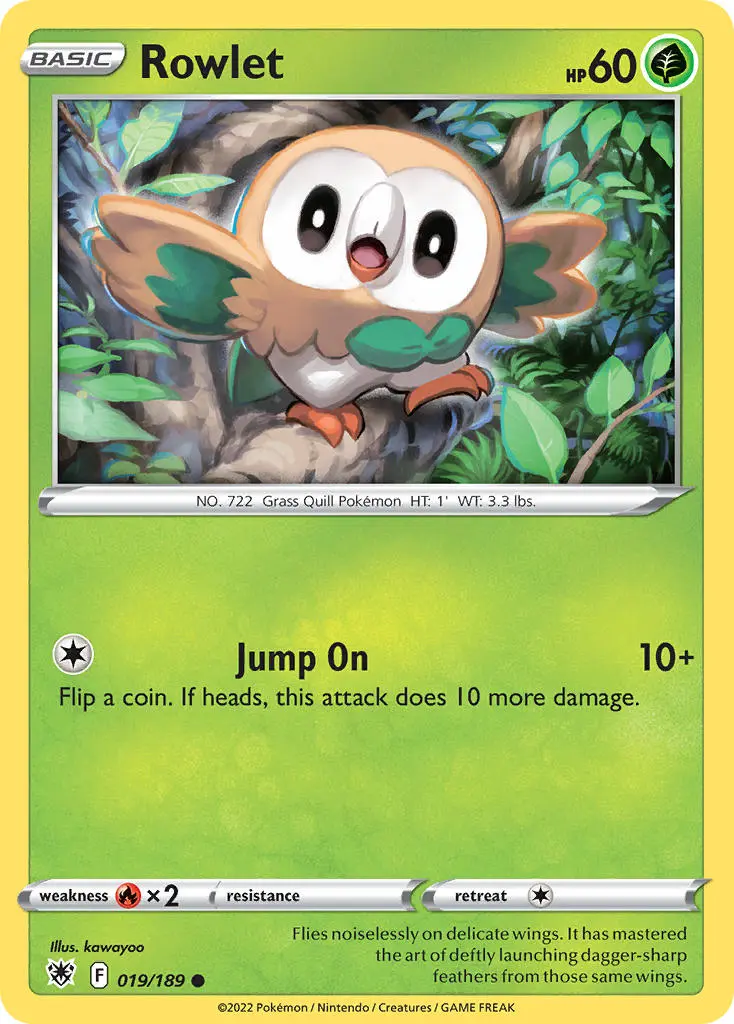 BASIC Rowlet HP60
NO. 722 Grass Quill Pokémon HT: 1' WT: 3.3 lbs.
Jump On 10+
Flip a coin. If heads, this attack does 10 more damage.
weakness ×2 resistance retreat
Illus. kawayoo
Flies noiselessly on delicate wings. It has mastered
the art of deftly launching dagger-sharp
feathers from those same wings.
F 019/189
©2022 Pokémon / Nintendo / Creatures / GAME FREAK